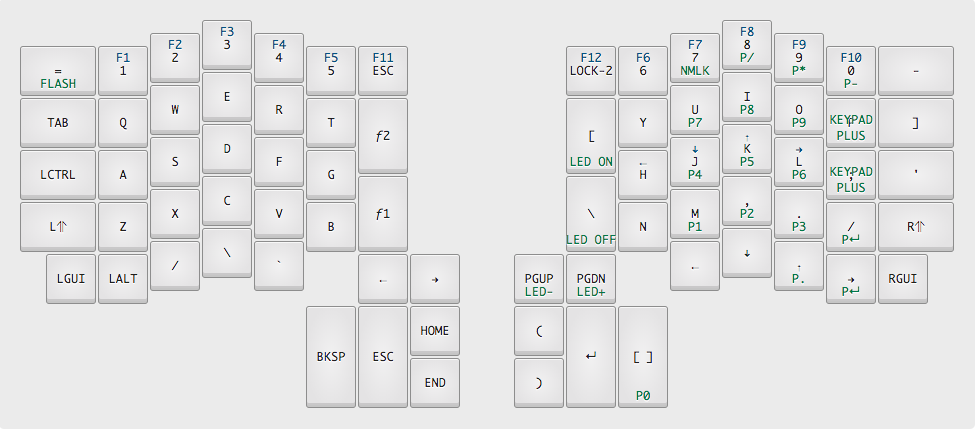 F3
F8
F2
3
F4
F7
8
F9
F1
2
4
F5
F11
F12
F6
7
P/
9
F10
=
1
5
ESC
LOCK-2
6
NMLK
P*
0
-
FLASH
P-
E
I
W
R
U
P8
O
TAB
Q
T
ƒ2
[
Y
P7
P9
KEYPAD
]
PLUS
D
↑
S
F
LED ON
↓
K
→
LCTRL
A
G
←
J
P5
L
KEYPAD
'
H
P4
P6
;
PLUS
C
,
X
V
\
M
P2
.
L⇑
Z
B
ƒ1
N
P1
P3
/
R⇑
LED OFF
P↵
\
↓
/
`
←
↑
LGUI
LALT
←
→
PGUP
PGDN
P.
→
RGUI
LED-
LED+
P↵
HOME
(
BKSP
ESC
↵
[ ]
END
)
P0